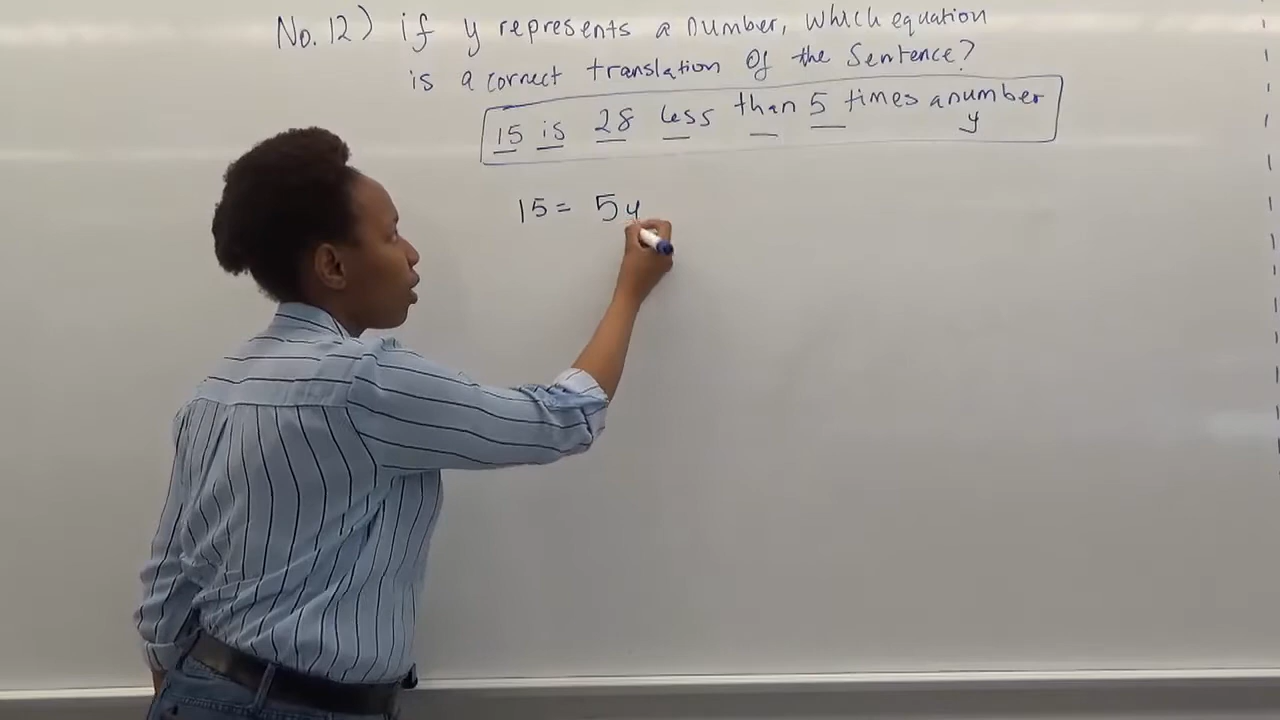 No. 12) if y represents a number, which equation
is a correct translation of the Sentence?
15 is 28 less than 5 times a number
y
15 = 5y